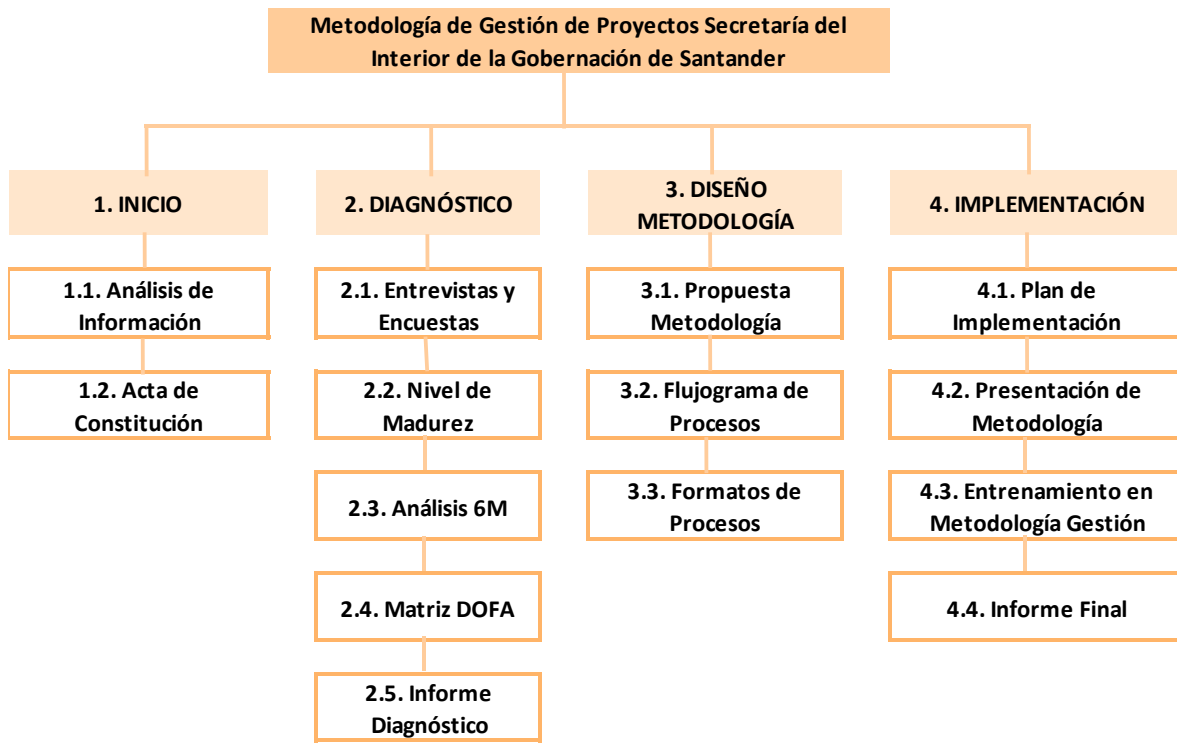 Metodología de Gestión de Proyectos Secretaría del
Interior de la Gobernación de Santander
1. INICIO
1.1. Análisis de
Información
1.2. Acta de
Constitución
2. DIAGNÓSTICO
2.1. Entrevistas y
Encuestas
2.2. Nivel de
Madurez
2.3. Análisis 6M
2.4. Matriz DOFA
2.5. Informe
Diagnóstico
3. DISEÑO
METODOLOGÍA
3.1. Propuesta
Metodología
3.2. Flujograma de
Procesos
3.3. Formatos de
Procesos
4. IMPLEMENTACIÓN
4.1. Plan de
Implementación
4.2. Presentación de
Metodología
4.3. Entrenamiento en
Metodología Gestión
4.4. Informe Final